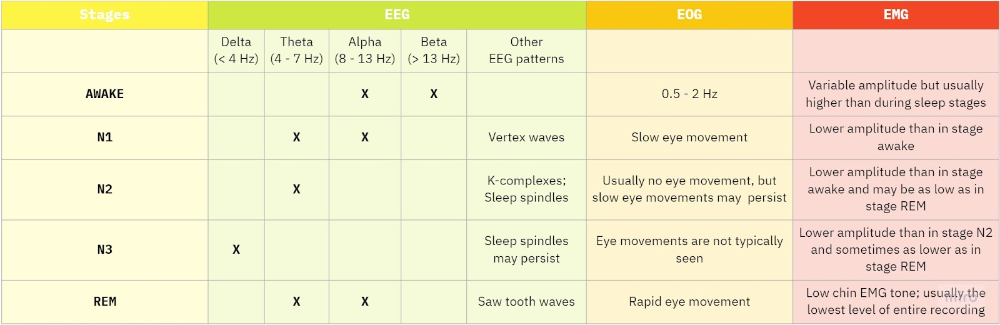 Stages EEG EOG EMG
Delta Theta Alpha Beta Other
(< 4 Hz) (4 - 7 Hz) (8 - 13 Hz) (> 13 Hz) EEG patterns
AWAKE X X 0.5 - 2 Hz Variable amplitude but usually
higher than during sleep stages
N1 X X Vertex waves Slow eye movement Lower amplitude than in stage
awake
N2 X K-complexes; Usually no eye movement, but Lower amplitude than in stage
Sleep spindles slow eye movements may persist awake and may be as low as in
stage REM
N3 X Sleep spindles Eye movements are not typically Lower amplitude than in stage N2
may persist seen and sometimes as lower as in
stage REM
REM X X Saw tooth waves Rapid eye movement Low chin EMG tone; usually the
lowest level of entire recording
miro